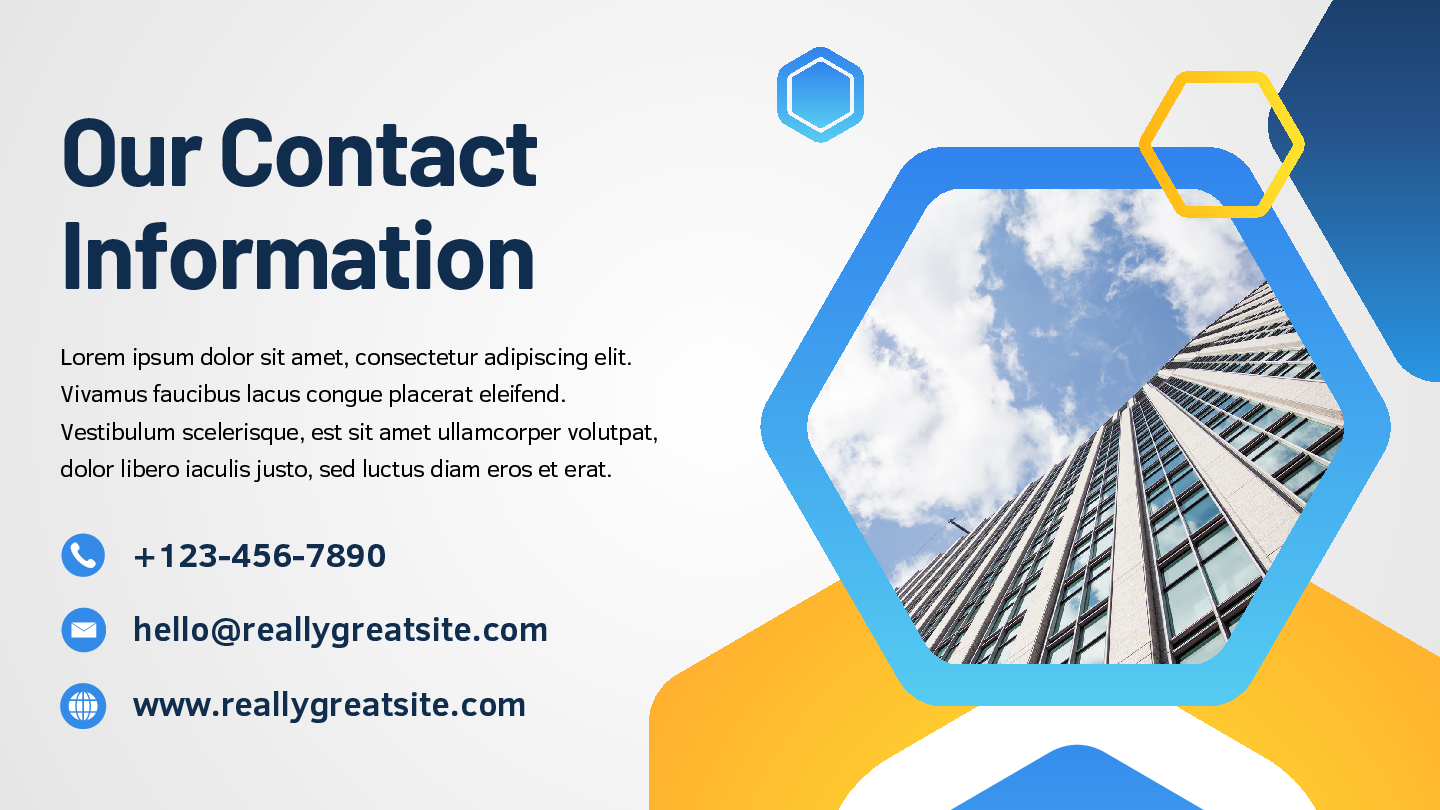 Our Contact
Information
Lorem ipsum dolor sit amet, consectetur adipiscing elit.
Vivamus faucibus lacus congue placerat eleifend.
Vestibulum scelerisque, est sit amet ullamcorper volutpat,
dolor libero iaculis justo, sed luctus diam eros et erat.
+123-456-7890
hello@reallygreatsite.com
www.reallygreatsite.com